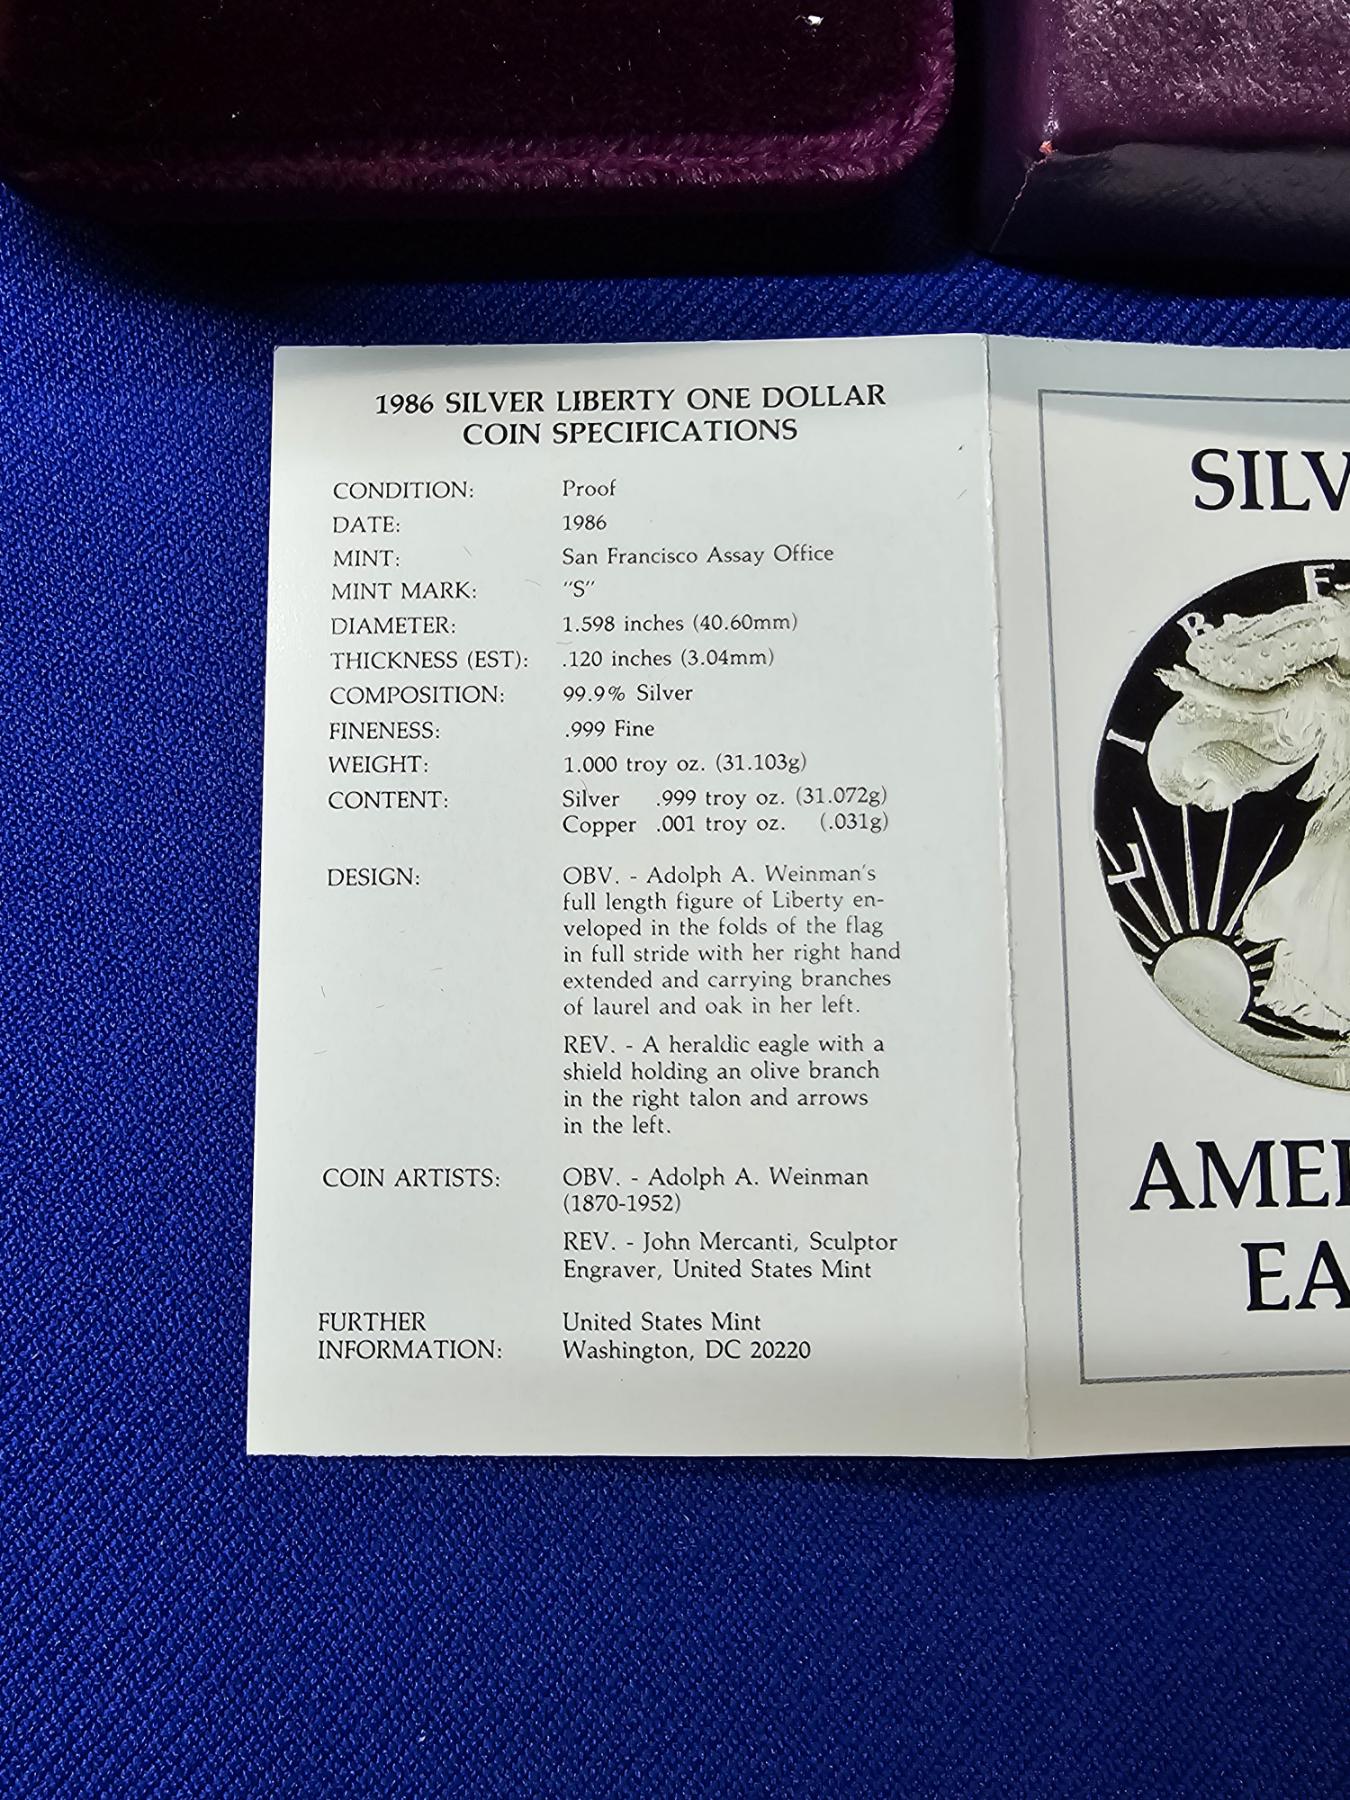 1986 SILVER LIBERTY ONE DOLLAR
COIN SPECIFICATIONS
CONDITION: Proof
DATE: 1986
MINT: San Francisco Assay Office
MINT MARK: "S"
DIAMETER: 1.598 inches (40.60mm)
THICKNESS (EST): .120 inches (3.04mm)
COMPOSITION: 99.9% Silver
FINENESS: .999 Fine
WEIGHT: 1.000 troy oz. (31.103g)
CONTENT: Silver .999 troy oz. (31.072g)
Copper .001 troy oz. (.031g)
DESIGN: OBV. - Adolph A. Weinman's
full length figure of Liberty en-
veloped in the folds of the flag
in full stride with her right hand
extended and carrying branches
of laurel and oak in her left.
REV. - A heraldic eagle with a
shield holding an olive branch
in the right talon and arrows
in the left.
COIN ARTISTS: OBV. - Adolph A. Weinman
(1870-1952)
REV. - John Mercanti, Sculptor
Engraver, United States Mint
FURTHER United States Mint
INFORMATION: Washington, DC 20220
SILV
L I B E
AMER
EA